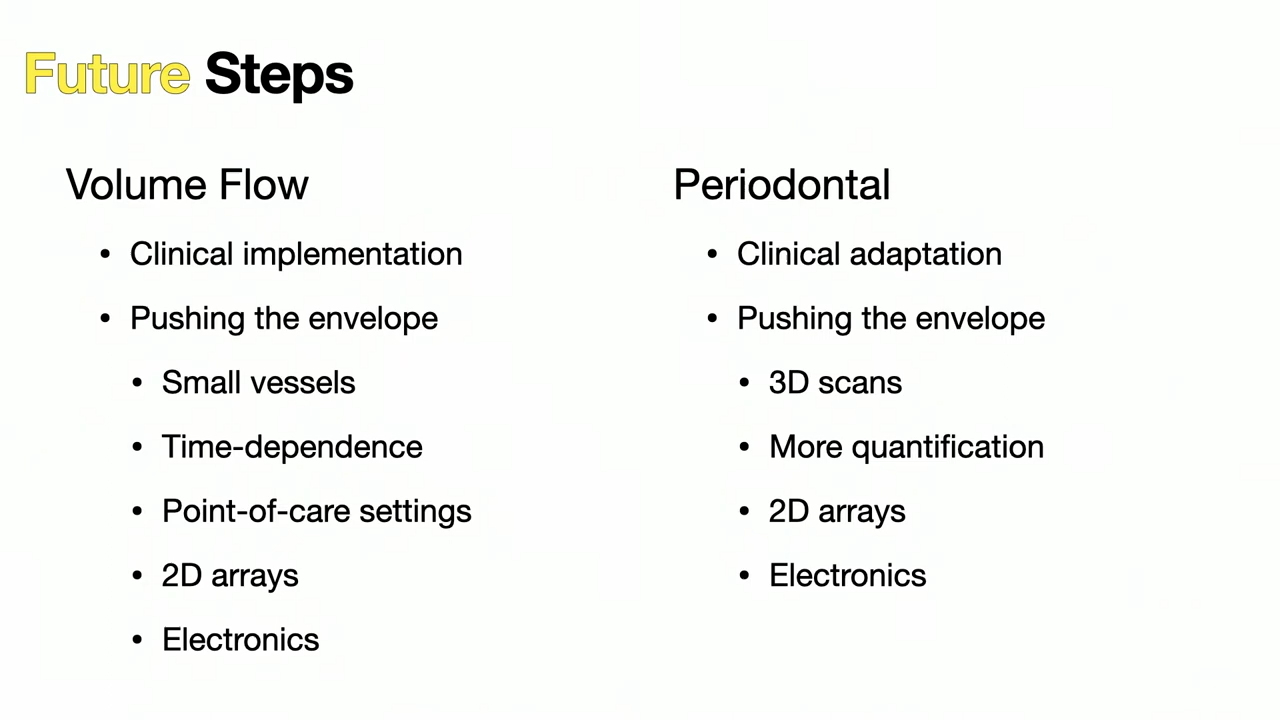 Future Steps
Volume Flow
• Clinical implementation
• Pushing the envelope
• Small vessels
• Time-dependence
• Point-of-care settings
• 2D arrays
• Electronics
Periodontal
• Clinical adaptation
• Pushing the envelope
• 3D scans
• More quantification
• 2D arrays
• Electronics